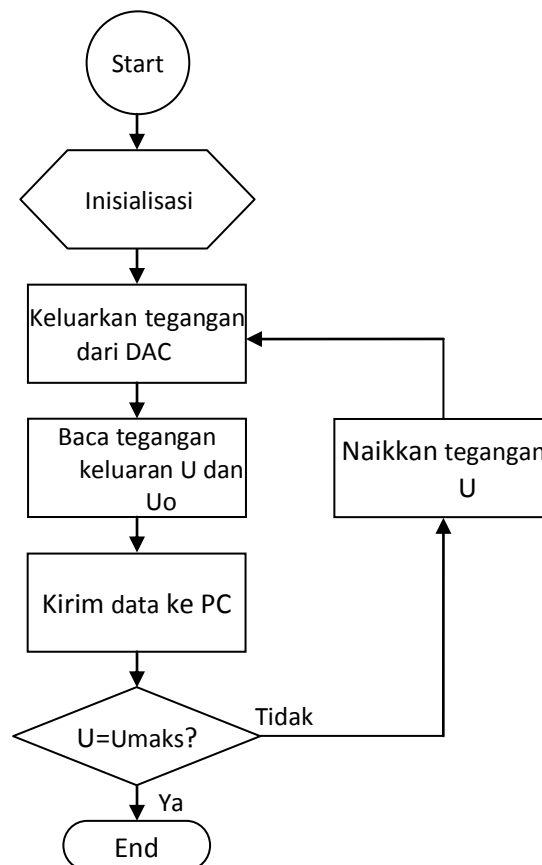 Start
Inisialisasi
Keluarkan tegangan
dari DAC
Baca tegangan
keluaran U dan
Uo
Naikkan tegangan
U
Kirim data ke PC
U=Umaks?
Tidak
Ya
End